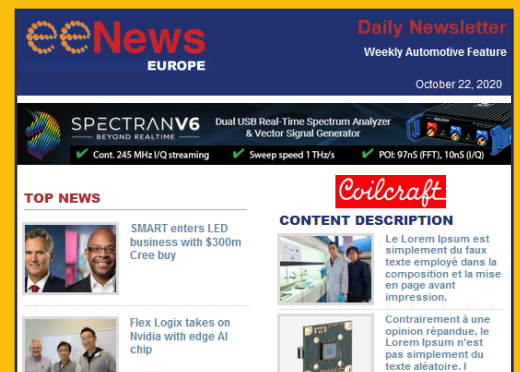 eeNews
EUROPE
Daily Newsletter
Weekly Automotive Feature
October 22, 2020
SPECTRAN V6
BEYOND REALTIME
Dual USB Real-Time Spectrum Analyzer
& Vector Signal Generator
✔ Cont. 245 MHz I/Q streaming ✔ Sweep speed 1 THz/s ✔ POI: 97nS (FFT), 10nS (I/Q)
TOP NEWS
SMART enters LED
business with $300m
Cree buy
Flex Logix takes on
Nvidia with edge AI
chip
Coilcraft
CONTENT DESCRIPTION
Le Lorem Ipsum est
simplement du faux
texte employé dans la
composition et la mise
en page avant
impression.
Contrairement à une
opinion répandue, le
Lorem Ipsum n'est
pas simplement du
texte aléatoire. I